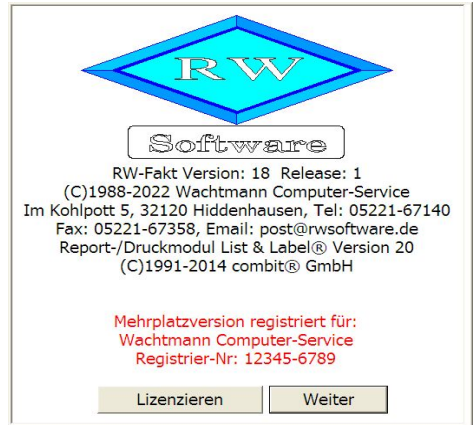 RW
Software
RW-Fakt Version: 18 Release: 1
(C)1988-2022 Wachtmann Computer-Service
Im Kohlpott 5, 32120 Hiddenhausen, Tel: 05221-67140
Fax: 05221-67358, Email: post@rwsoftware.de
Report-/Druckmodul List & Label® Version 20
(C)1991-2014 combit® GmbH
Mehrplatzversion registriert für:
Wachtmann Computer-Service
Registrier-Nr: 12345-6789
Lizenzieren Weiter